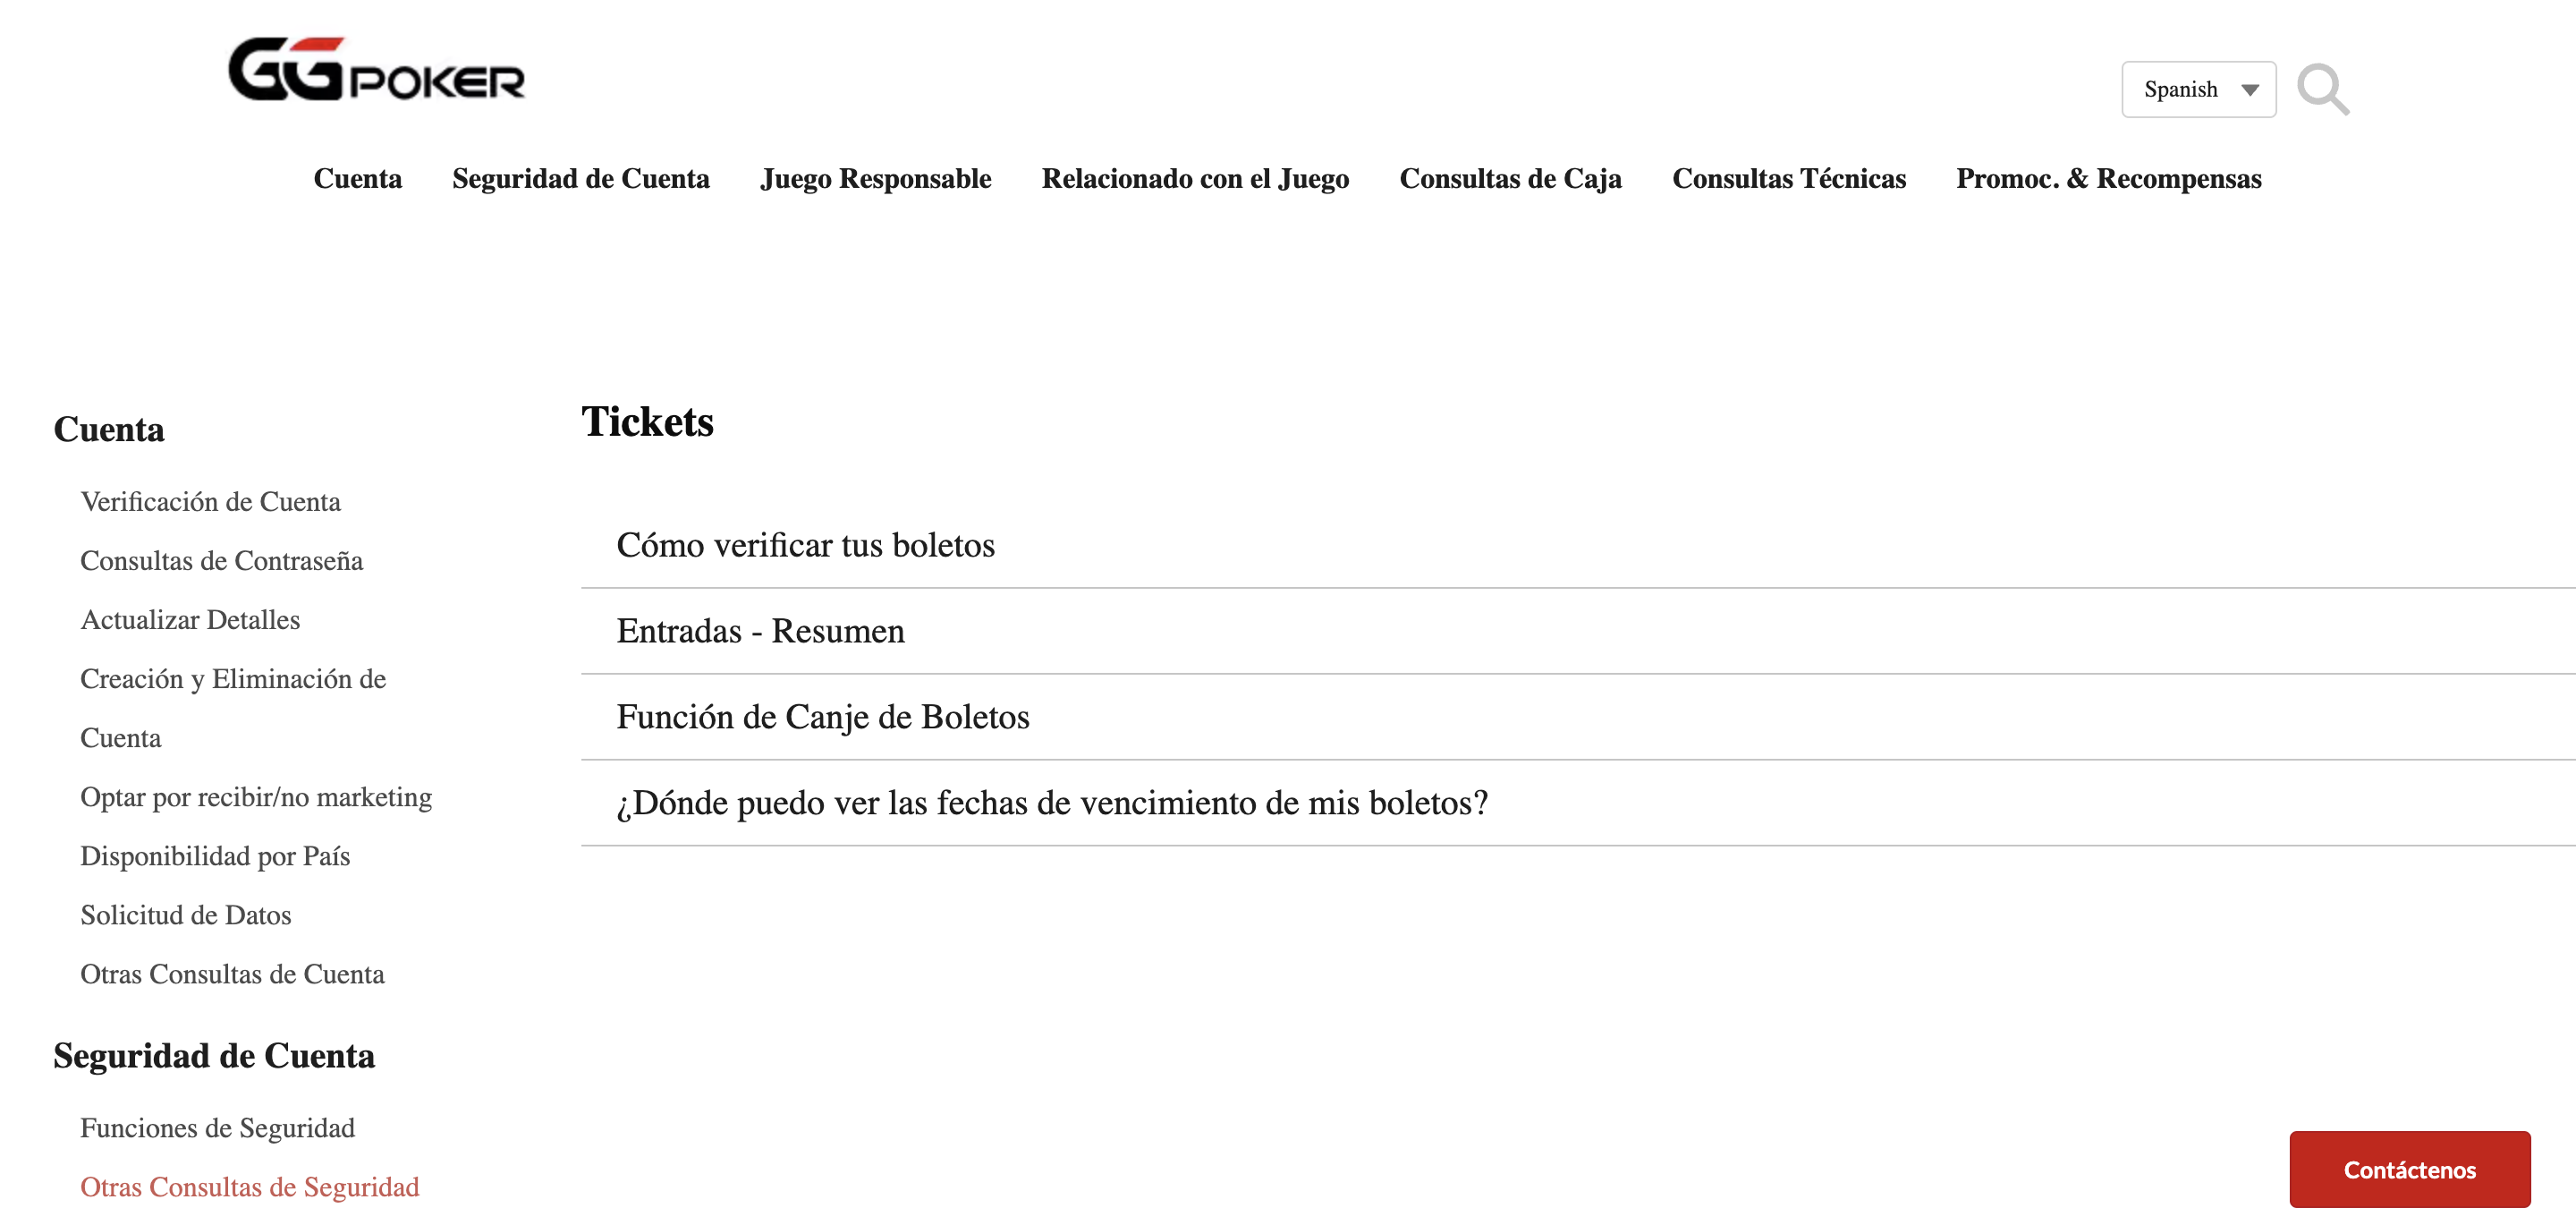 GGPOKER
Spanish
Cuenta Seguridad de Cuenta Juego Responsable Relacionado con el Juego Consultas de Caja Consultas Técnicas Promoc. & Recompensas
Cuenta
Verificación de Cuenta
Consultas de Contraseña
Actualizar Detalles
Creación y Eliminación de
Cuenta
Optar por recibir/no marketing
Disponibilidad por País
Solicitud de Datos
Otras Consultas de Cuenta
Seguridad de Cuenta
Funciones de Seguridad
Otras Consultas de Seguridad
Tickets
Cómo verificar tus boletos
Entradas - Resumen
Función de Canje de Boletos
¿Dónde puedo ver las fechas de vencimiento de mis boletos?
Contáctenos